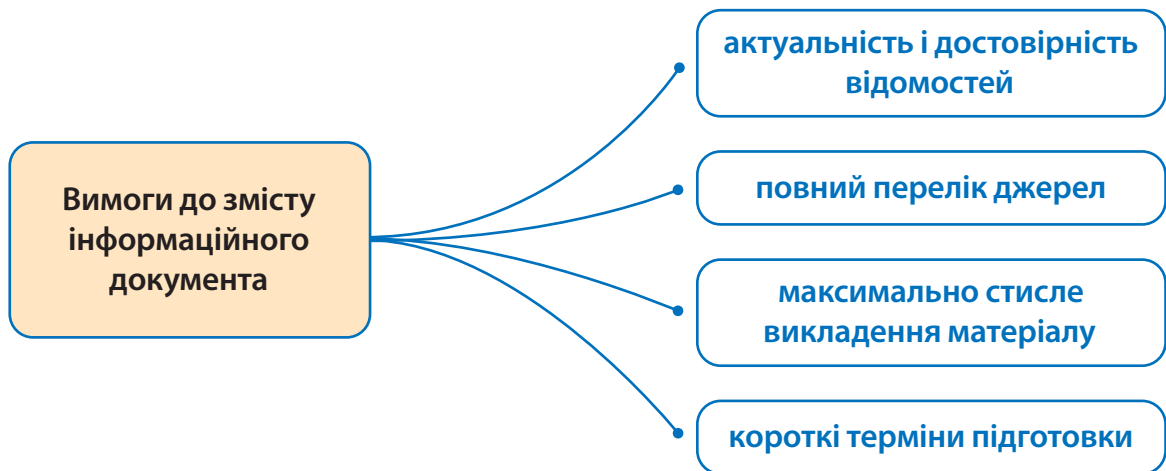 Вимоги до змісту
інформаційного
документа
актуальність і достовірність
відомостей
повний перелік джерел
максимально стисле
викладення матеріалу
короткі терміни підготовки